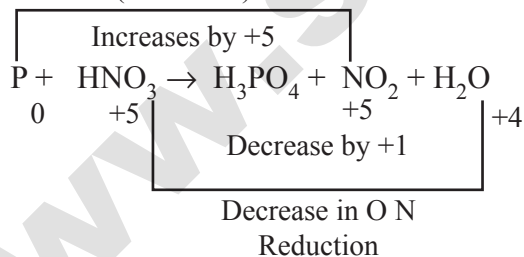 Increases by +5
P + HNO₃ → H₃PO₄ + NO₂ + H₂O
0 +5 +5 +4
Decrease by +1
Decrease in O N
Reduction